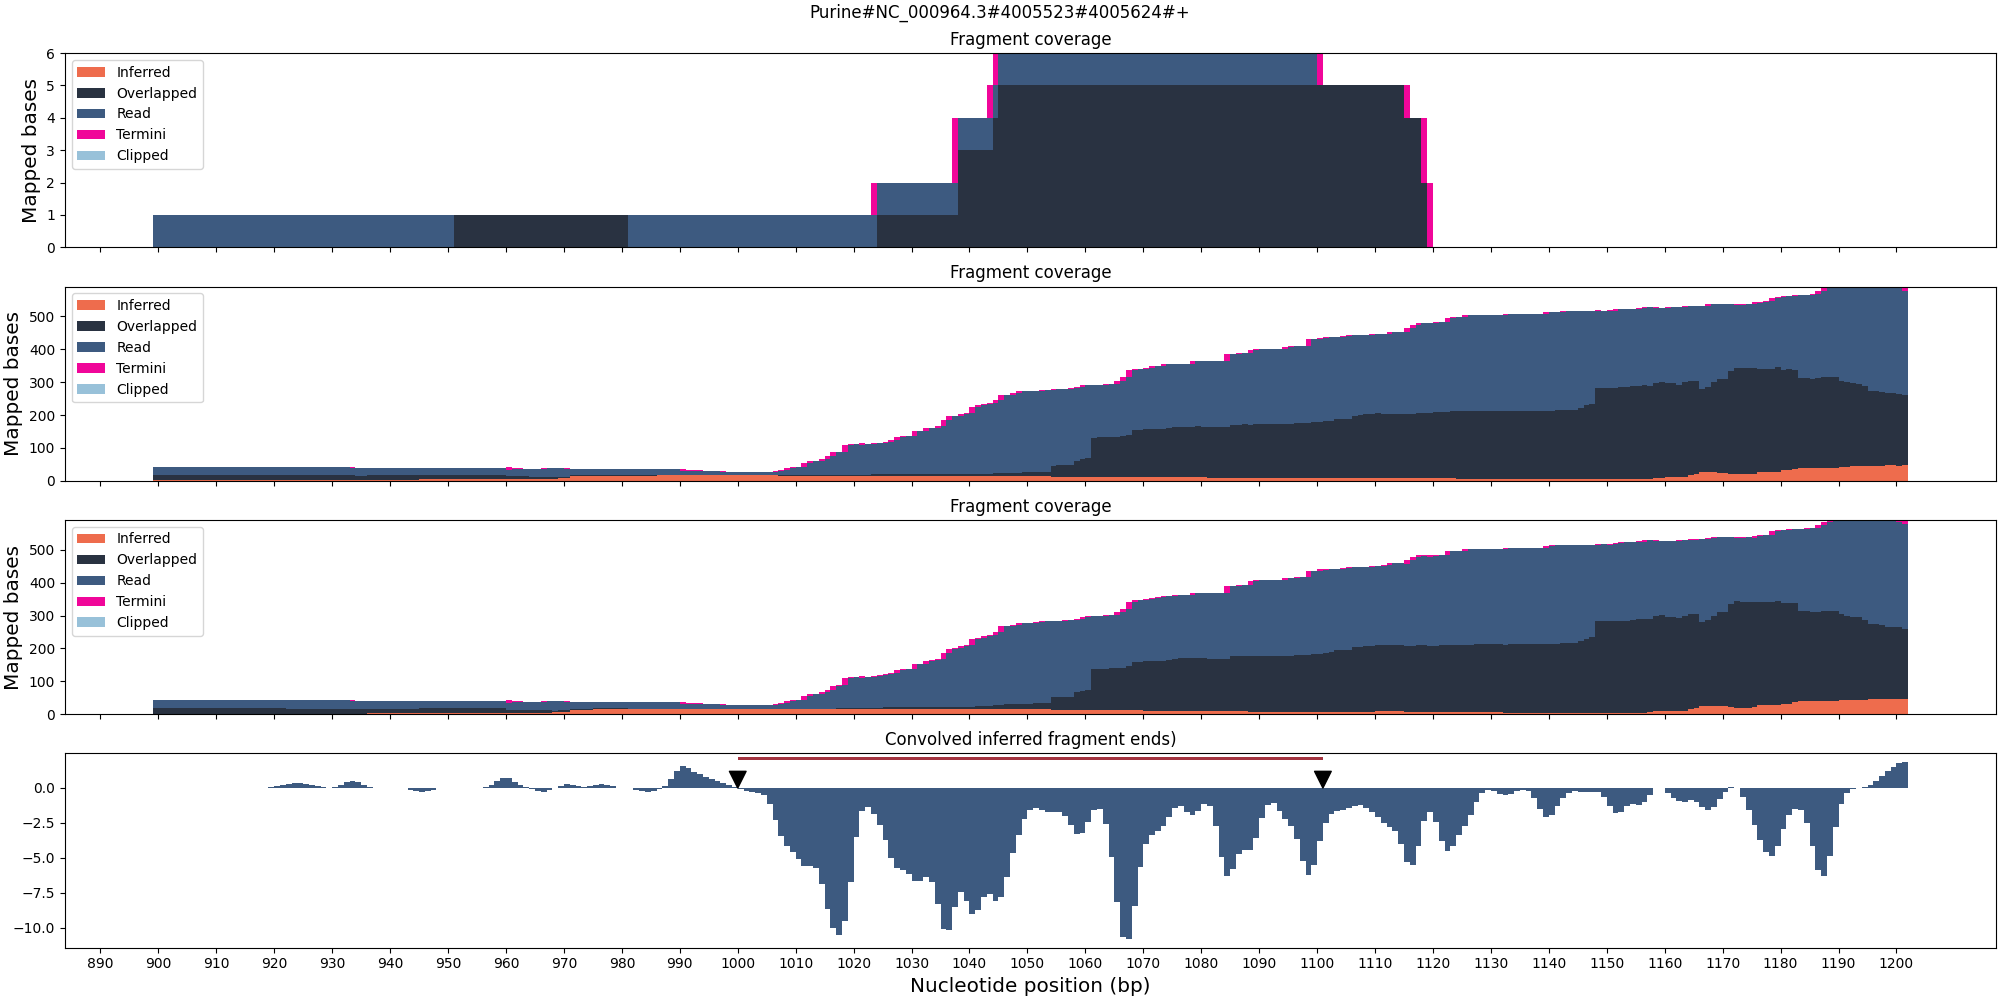 Purine#NC_000964.3#4005523#4005624#+
Fragment coverage
Mapped bases
6
5
4
3
2
1
0
Inferred
Overlapped
Read
Termini
Clipped
Fragment coverage
Mapped bases
500
400
300
200
100
0
Inferred
Overlapped
Read
Termini
Clipped
Fragment coverage
Mapped bases
500
400
300
200
100
0
Inferred
Overlapped
Read
Termini
Clipped
Convolved inferred fragment ends)
0.0
−2.5
−5.0
−7.5
−10.0
890 900 910 920 930 940 950 960 970 980 990 1000 1010 1020 1030 1040 1050 1060 1070 1080 1090 1100 1110 1120 1130 1140 1150 1160 1170 1180 1190 1200
Nucleotide position (bp)